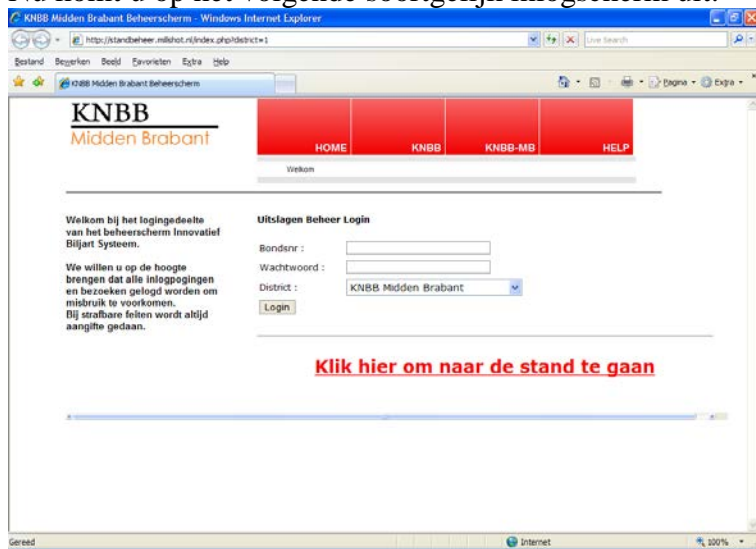 Nu komt u op het volgende soortgelijk inlogscherm uit.
KNBB Midden Brabant Beheerscherm - Windows Internet Explorer
http://standbeheer.milishot.nl/index.php?district=1
Live Search
Bestand Bewerken Beeld Favorieten Extra Help
KNBB Midden Brabant Beheerscherm
Pagina
Extra
KNBB
Midden Brabant
HOME
KNBB
KNBB-MB
HELP
Welkom
Welkom bij het logingedeelte
van het beheerscherm Innovatief
Biljart Systeem.
We willen u op de hoogte
brengen dat alle inlogpogingen
en bezoeken gelogd worden om
misbruik te voorkomen.
Bij strafbare feiten wordt altijd
aangifte gedaan.
Uitslagen Beheer Login
Bondsnr :
Wachtwoord :
District :
KNBB Midden Brabant
Login
Klik hier om naar de stand te gaan
Gereed
Internet
100%